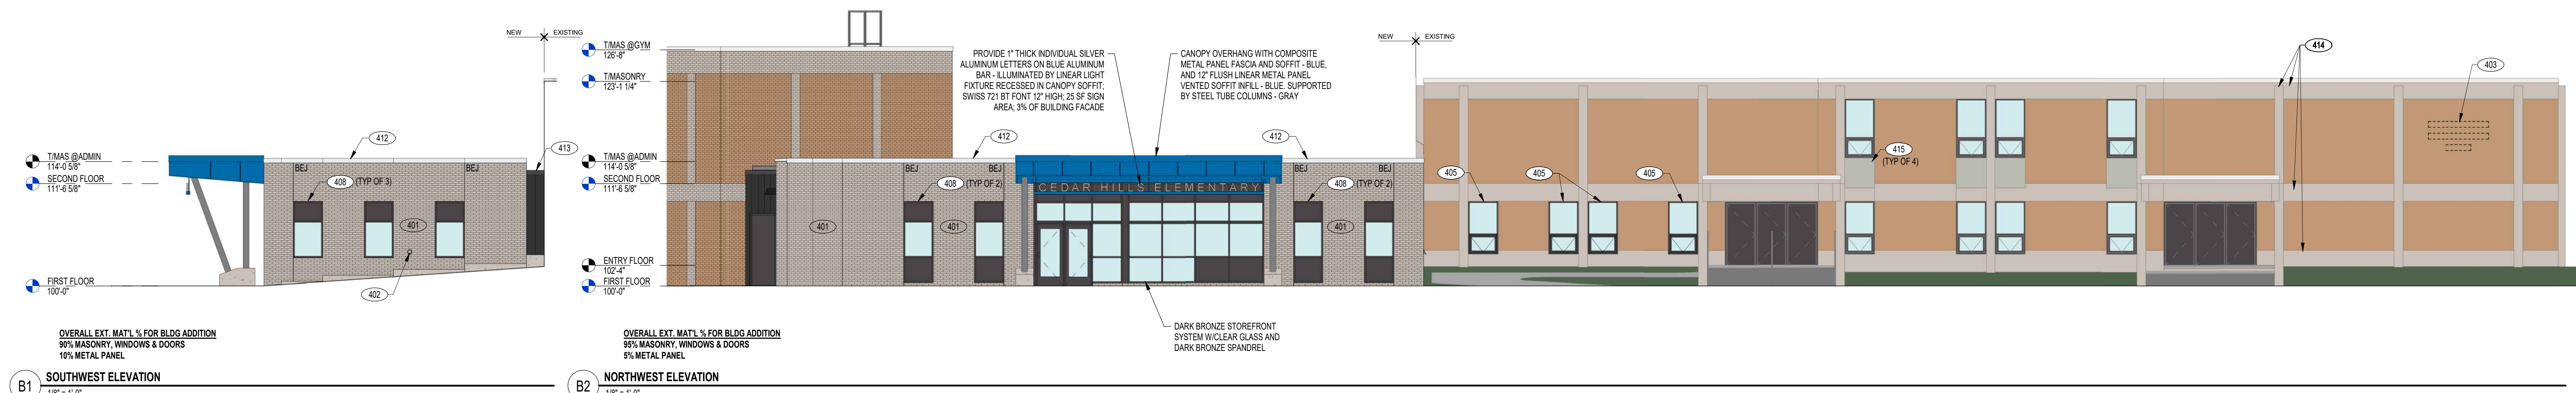 NEW
EXISTING
412
T/MAS @ADMIN
114'-0 5/8"
SECOND FLOOR
111'-6 5/8"
BEJ
BEJ
413
408
(TYP OF 3)
401
402
FIRST FLOOR
100'-0"
OVERALL EXT. MAT'L % FOR BLDG ADDITION
90% MASONRY, WINDOWS & DOORS
10% METAL PANEL
B1
SOUTHWEST ELEVATION
1/8" = 1'-0"
T/MAS @GYM
126'-8"
T/MASONRY
123'-1 1/4"
T/MAS @ADMIN
114'-0 5/8"
SECOND FLOOR
111'-6 5/8"
ENTRY FLOOR
102'-4"
FIRST FLOOR
100'-0"
PROVIDE 1" THICK INDIVIDUAL SILVER
ALUMINUM LETTERS ON BLUE ALUMINUM
BAR - ILLUMINATED BY LINEAR LIGHT
FIXTURE RECESSED IN CANOPY SOFFIT;
SWISS 721 BT FONT 12" HIGH; 25 SF SIGN
AREA; 3% OF BUILDING FACADE
CANOPY OVERHANG WITH COMPOSITE
METAL PANEL FASCIA AND SOFFIT - BLUE,
AND 12" FLUSH LINEAR METAL PANEL
VENTED SOFFIT INFILL - BLUE. SUPPORTED
BY STEEL TUBE COLUMNS - GRAY
NEW
EXISTING
412
412
BEJ
BEJ
BEJ
BEJ
408
(TYP OF 2)
CEDAR HILLS ELEMENTARY
408
(TYP OF 2)
401
401
401
DARK BRONZE STOREFRONT
SYSTEM W/CLEAR GLASS AND
DARK BRONZE SPANDREL
405
405
405
415
(TYP OF 4)
414
403
OVERALL EXT. MAT'L % FOR BLDG ADDITION
95% MASONRY, WINDOWS & DOORS
5% METAL PANEL
B2
NORTHWEST ELEVATION
1/8" = 1'-0"